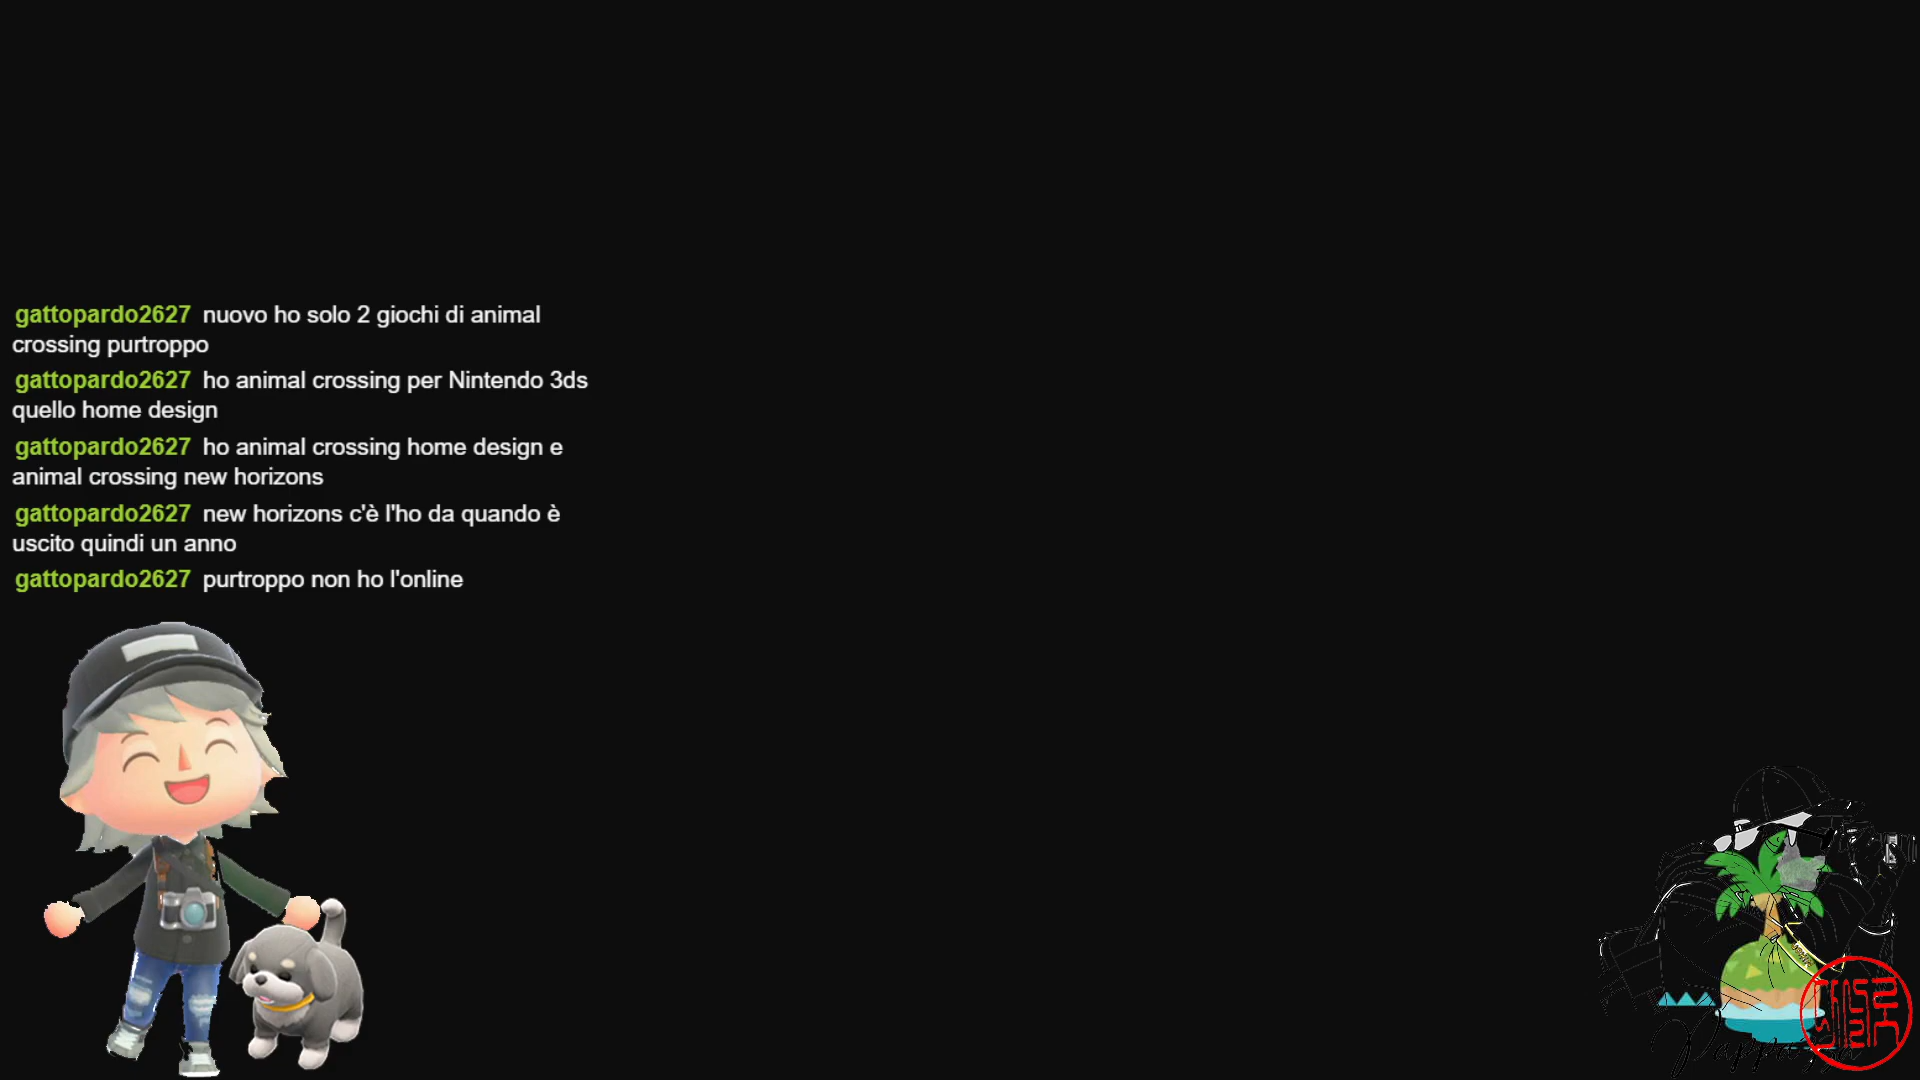 gattopardo2627 nuovo ho solo 2 giochi di animal
crossing purtroppo
gattopardo2627 ho animal crossing per Nintendo 3ds
quello home design
gattopardo2627 ho animal crossing home design e
animal crossing new horizons
gattopardo2627 new horizons c'è l'ho da quando è
uscito quindi un anno
gattopardo2627 purtroppo non ho l'online